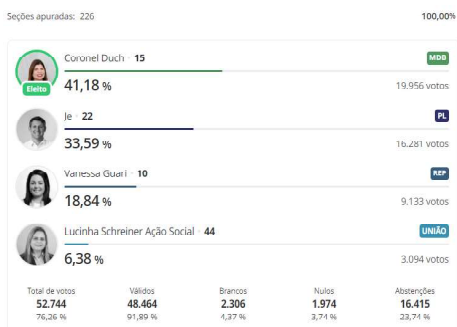 Seções apuradas: 226 100,00%
Coronel Duch · 15 MDB
Eleito
41,18 % 19.956 votos
Je · 22 PL
33,59 % 16.281 votos
Vanessa Guari · 10 REP
18,84 % 9.133 votos
Lucinha Schreiner Ação Social · 44 UNIÃO
6,38 % 3.094 votos
Total de votos Válidos Brancos Nulos Abstenções
52.744 48.464 2.306 1.974 16.415
76,26 % 91,89 % 4,37 % 3,74 % 23,74 %